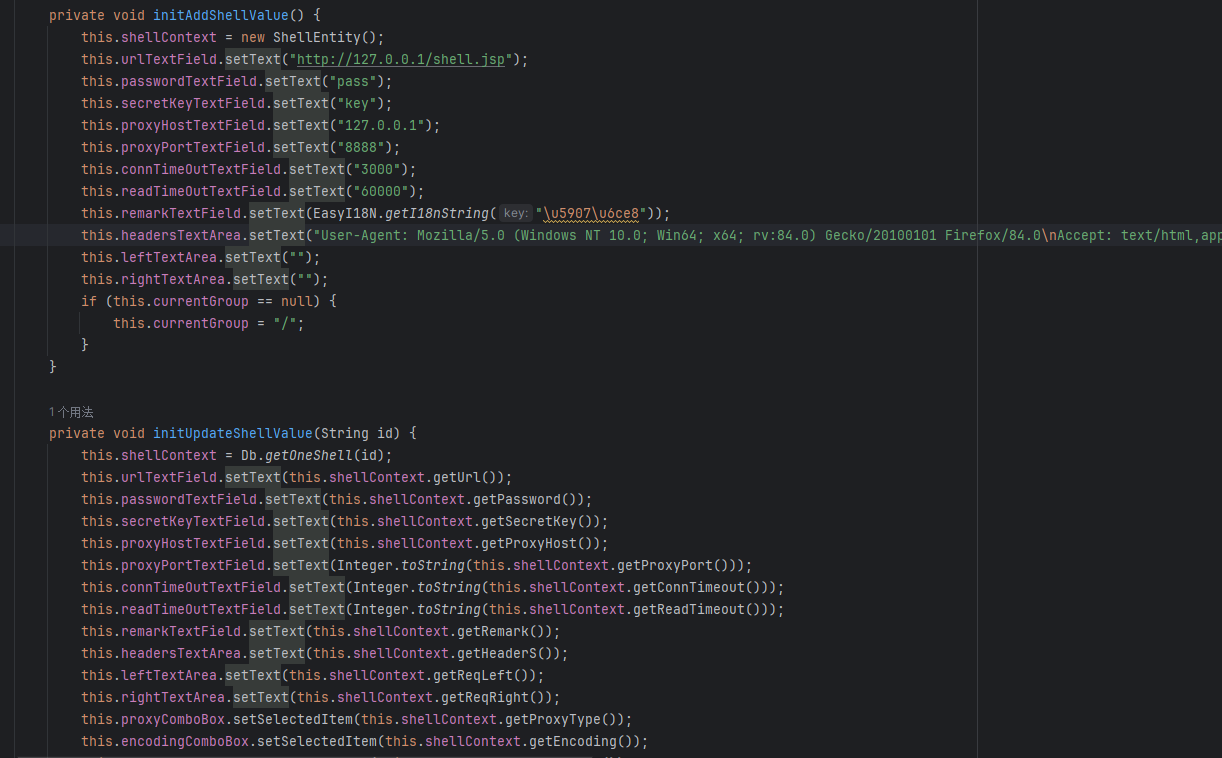 private void initAddShellValue() {
this.shellContext = new ShellEntity();
this.urlTextField.setText("http://127.0.0.1/shell.jsp");
this.passwordTextField.setText("pass");
this.secretKeyTextField.setText("key");
this.proxyHostTextField.setText("127.0.0.1");
this.proxyPortTextField.setText("8888");
this.connTimeOutTextField.setText("3000");
this.readTimeOutTextField.setText("60000");
this.remarkTextField.setText(EasyI18N.getI18nString( key: "\u5907\u6ce8"));
this.headersTextArea.setText("User-Agent: Mozilla/5.0 (Windows NT 10.0; Win64; x64; rv:84.0) Gecko/20100101 Firefox/84.0\nAccept: text/html,app
this.leftTextArea.setText("");
this.rightTextArea.setText("");
if (this.currentGroup == null) {
this.currentGroup = "/";
}
}
1个用法
private void initUpdateShellValue(String id) {
this.shellContext = Db.getOneShell(id);
this.urlTextField.setText(this.shellContext.getUrl());
this.passwordTextField.setText(this.shellContext.getPassword());
this.secretKeyTextField.setText(this.shellContext.getSecretKey());
this.proxyHostTextField.setText(this.shellContext.getProxyHost());
this.proxyPortTextField.setText(Integer.toString(this.shellContext.getProxyPort()));
this.connTimeOutTextField.setText(Integer.toString(this.shellContext.getConnTimeout()));
this.readTimeOutTextField.setText(Integer.toString(this.shellContext.getReadTimeout()));
this.remarkTextField.setText(this.shellContext.getRemark());
this.headersTextArea.setText(this.shellContext.getHeaderS());
this.leftTextArea.setText(this.shellContext.getReqLeft());
this.rightTextArea.setText(this.shellContext.getReqRight());
this.proxyComboBox.setSelectedItem(this.shellContext.getProxyType());
this.encodingComboBox.setSelectedItem(this.shellContext.getEncoding());